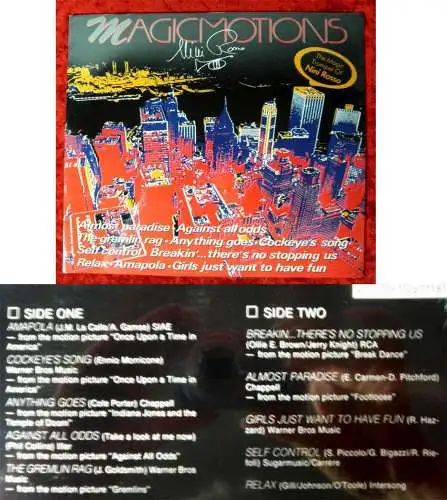 MAGICMOTIONS
Nini Rosso
The Magic
Trumpet Of
Nini Rosso
Almost paradise · Against all odds
The gremlin rag · Anything goes · Cockeye's song
Self control · Breakin'...there's no stopping us
Relax · Amapola · Girls just want to have fun
SIDE ONE
AMAPOLA (J.M. La Calle/A. Gamse) SIAE
– from the motion picture "Once Upon a Time in
America"
COCKEYE'S SONG (Ennio Morricone)
Warner Bros Music
– from the motion picture "Once Upon a Time in
America"
ANYTHING GOES (Cole Porter) Chappell
– from the motion picture "Indiana Jones and the
Temple of Doom"
AGAINST ALL ODDS (Take a look at me now)
(Phil Collins)
– from the motion picture "Against All Odds"
THE GREMLIN RAG (J. Goldsmith) Warner Bros
Music
– from the motion picture "Gremlins"
SIDE TWO
BREAKIN...THERE'S NO STOPPING US
(Ollie E. Brown/Jerry Knight) RCA
– from the motion picture "Break Dance"
ALMOST PARADISE (E. Carmen-D. Pitchford)
Chappell
– from the motion picture "Footloose"
GIRLS JUST WANT TO HAVE FUN (R. Haz-
zard) Warner Bros Music
SELF CONTROL (S. Piccolo/G. Bigazzi/R. Rie-
foli) Sugarmusic/Carrere
RELAX (Gill/Johnson/O'Toole) Intersong